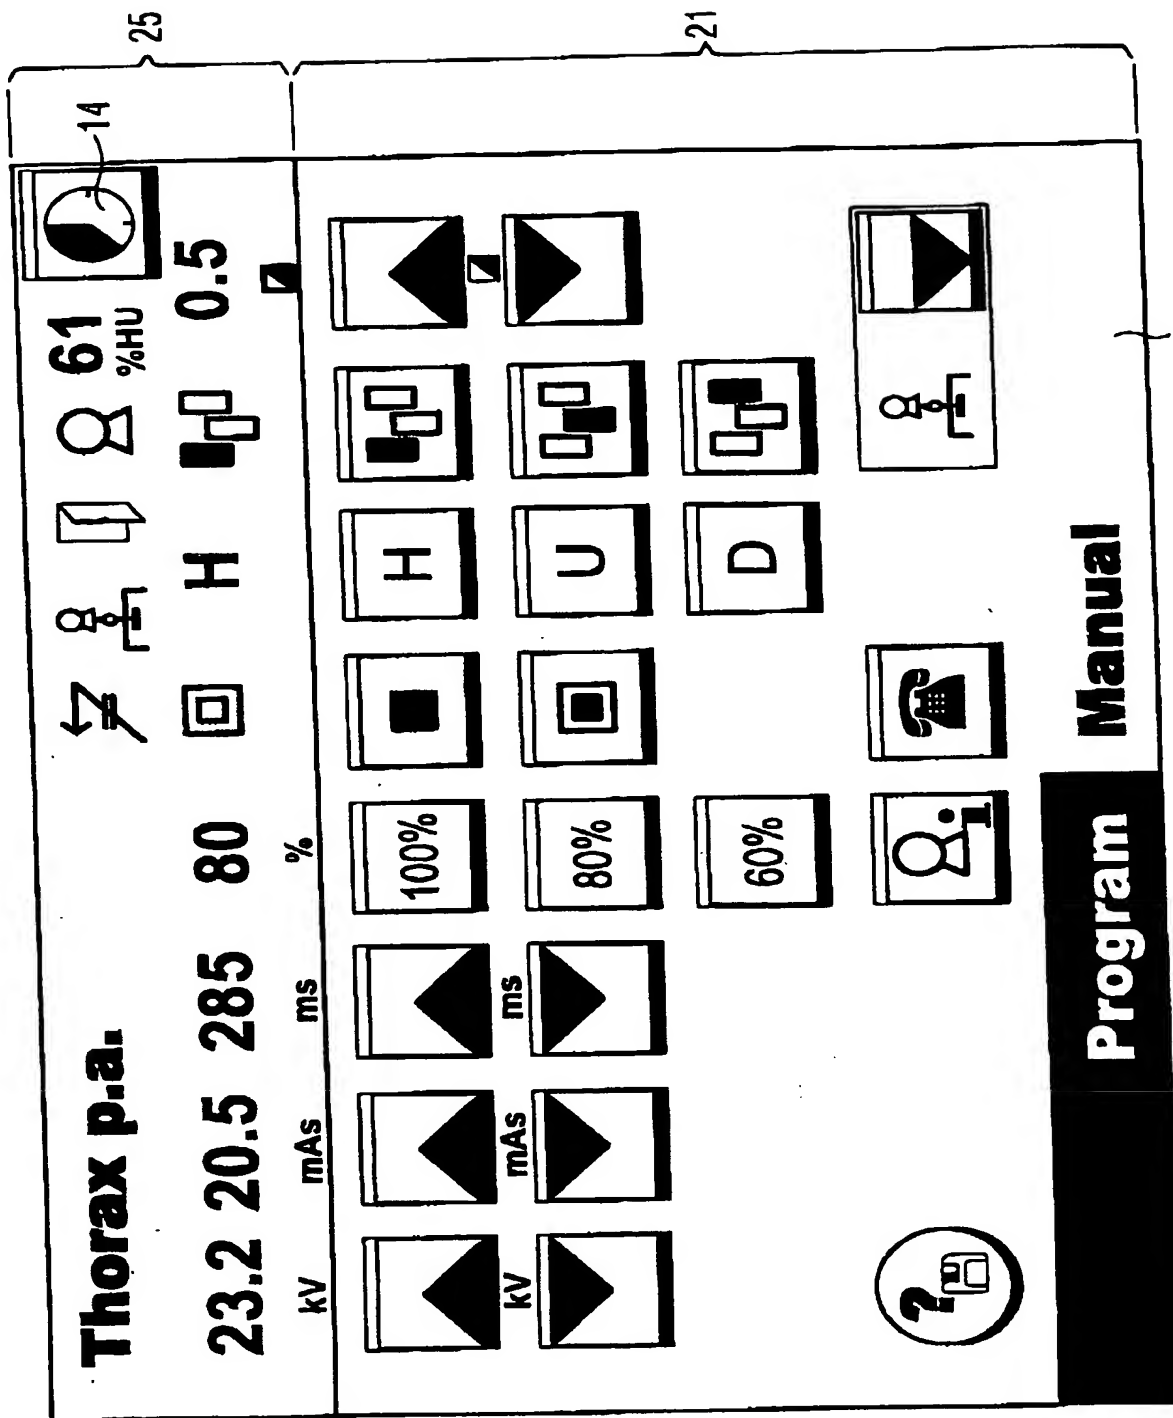 25
21
14
Thorax p.a.
61
%HU
23.2 20.5 285 80 H 0.5
kV mAs ms %
100% H
kV mAs ms
80% U
60% D
? i
Program Manual